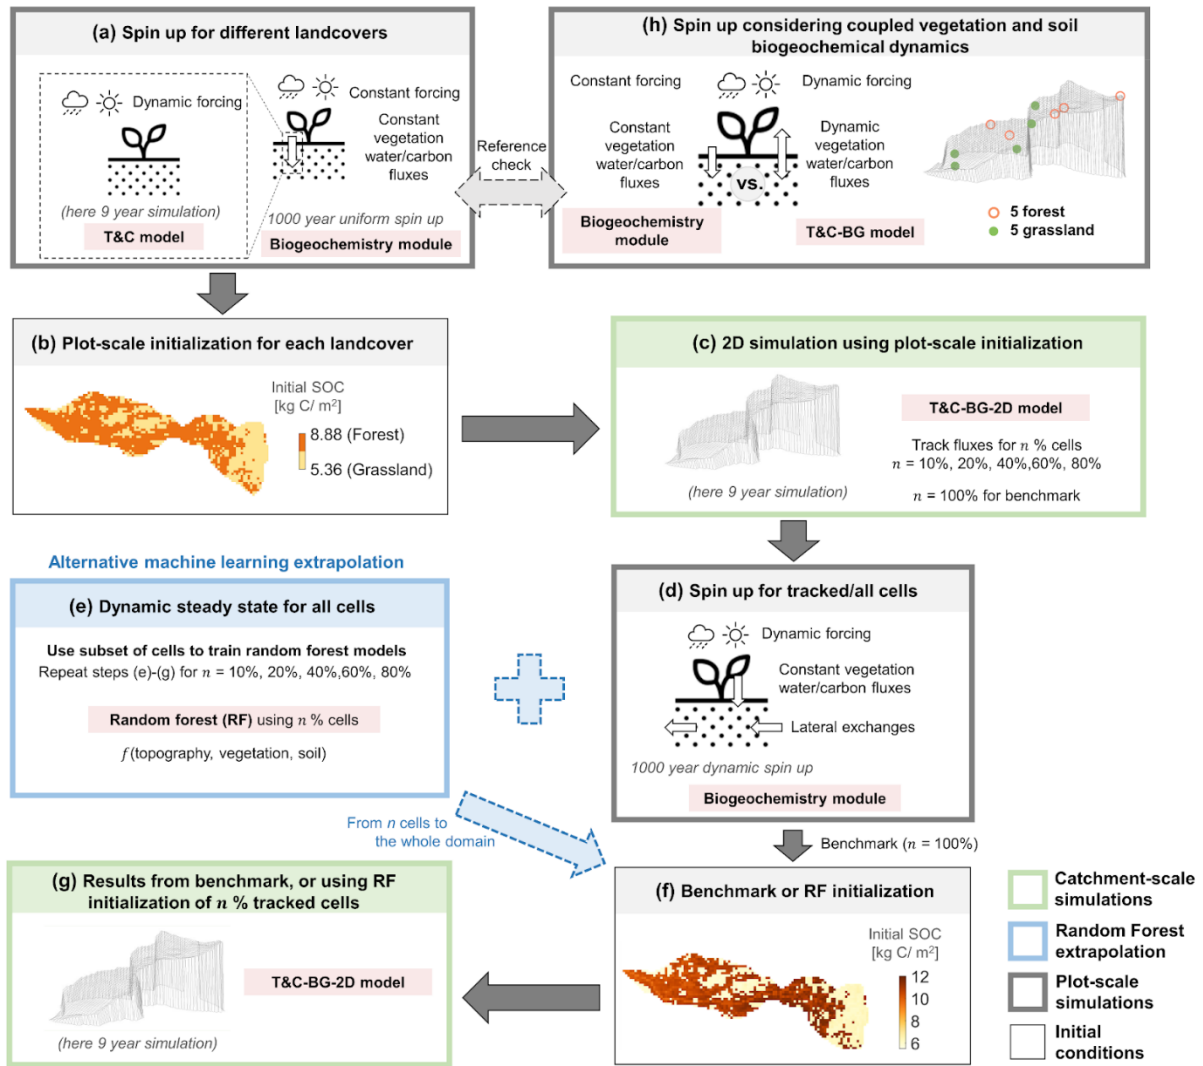 (a) Spin up for different landcovers
Dynamic forcing
(here 9 year simulation)
T&C model
Constant forcing
Constant
vegetation
water/carbon
fluxes
1000 year uniform spin up
Biogeochemistry module
Reference
check
(h) Spin up considering coupled vegetation and soil
biogeochemical dynamics
Constant forcing
Constant
vegetation
water/carbon
fluxes
Biogeochemistry
module
vs.
Dynamic forcing
Dynamic
vegetation
water/carbon
fluxes
T&C-BG model
5 forest
5 grassland
(b) Plot-scale initialization for each landcover
Initial SOC
[kg C/ m²]
8.88 (Forest)
5.36 (Grassland)
(c) 2D simulation using plot-scale initialization
(here 9 year simulation)
T&C-BG-2D model
Track fluxes for n % cells
n = 10%, 20%, 40%,60%, 80%
n = 100% for benchmark
Alternative machine learning extrapolation
(e) Dynamic steady state for all cells
Use subset of cells to train random forest models
Repeat steps (e)-(g) for n = 10%, 20%, 40%,60%, 80%
Random forest (RF) using n % cells
f(topography, vegetation, soil)
(d) Spin up for tracked/all cells
Dynamic forcing
Constant vegetation
water/carbon fluxes
Lateral exchanges
1000 year dynamic spin up
Biogeochemistry module
From n cells to
the whole domain
Benchmark (n = 100%)
(g) Results from benchmark, or using RF
initialization of n % tracked cells
T&C-BG-2D model
(here 9 year simulation)
(f) Benchmark or RF initialization
Initial SOC
[kg C/ m²]
12
10
8
6
Catchment-scale
simulations
Random Forest
extrapolation
Plot-scale
simulations
Initial
conditions